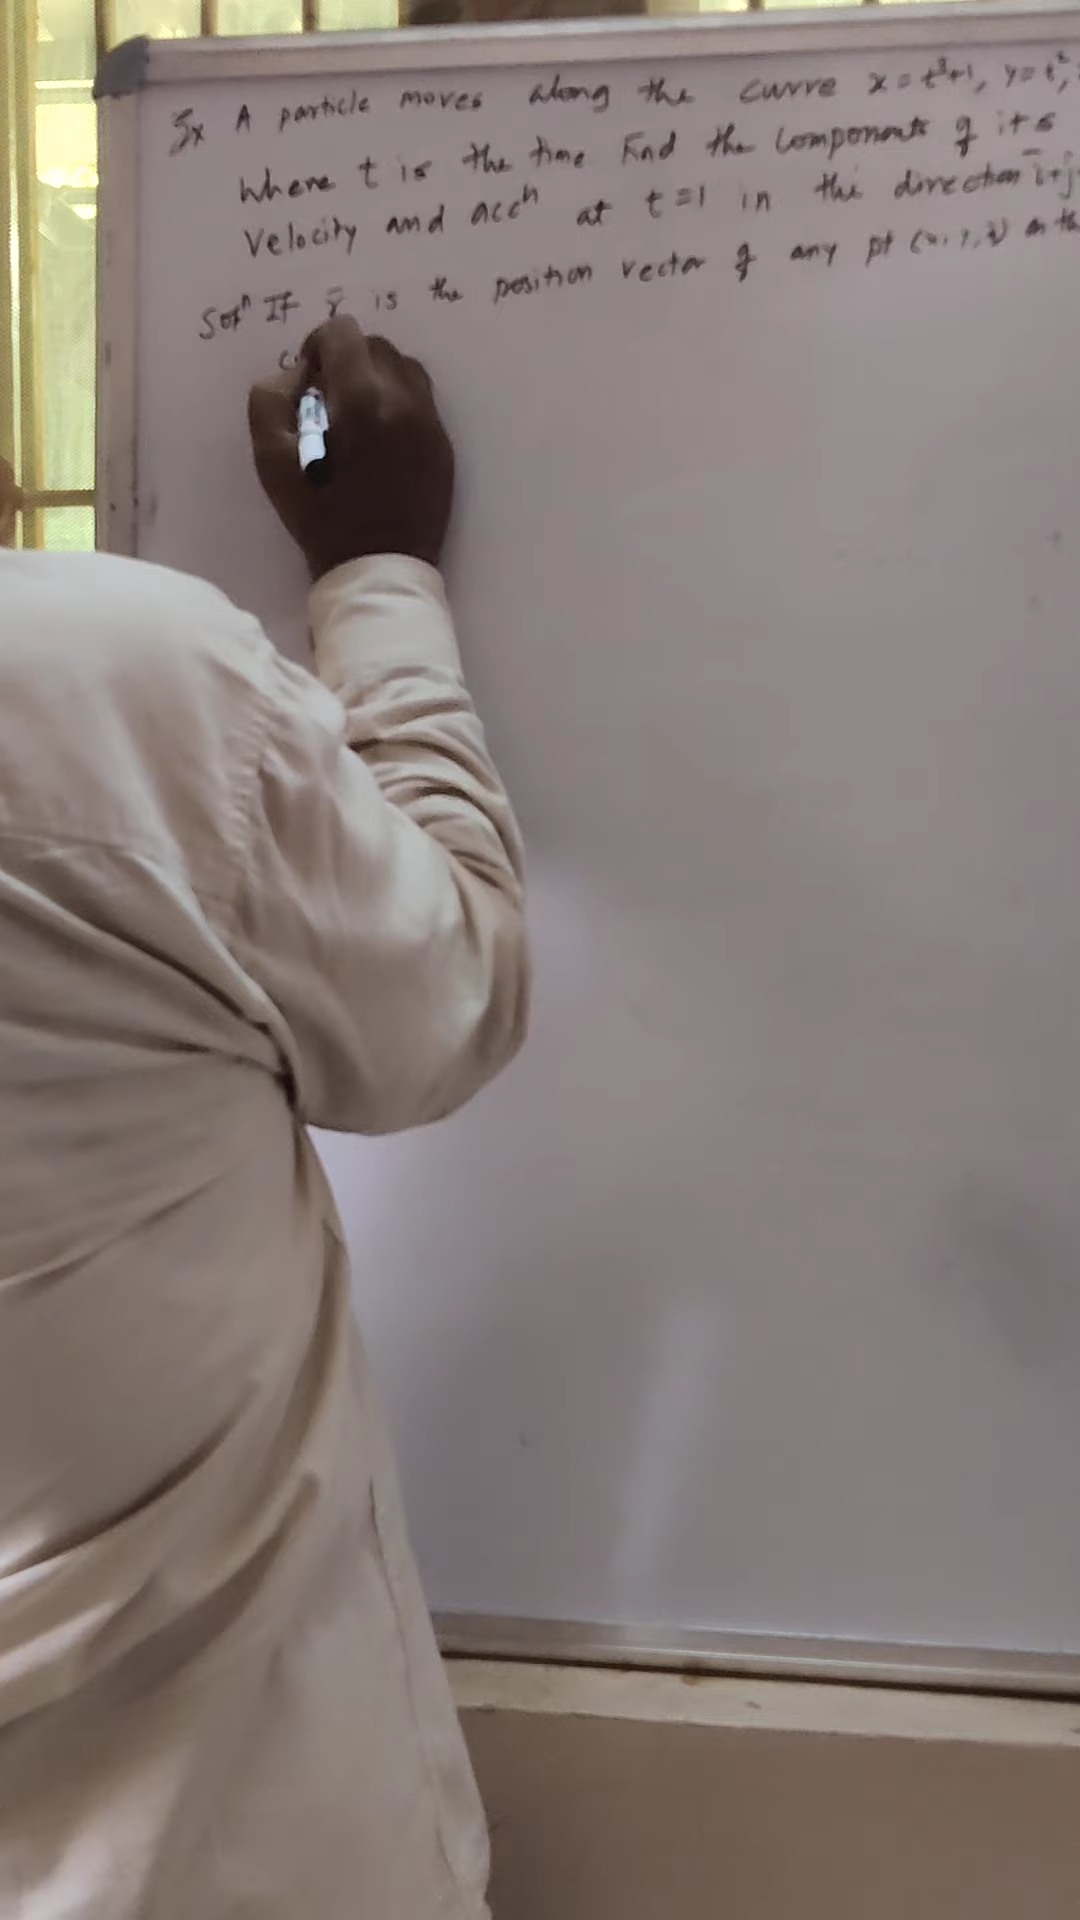 Ex A particle moves along the curve x = t³+1, y = t²,
where t is the time Find the components of its
velocity and accⁿ at t=1 in the direction i̅+j
Solⁿ If r̅ is the position vector of any pt (x, y, z) on the